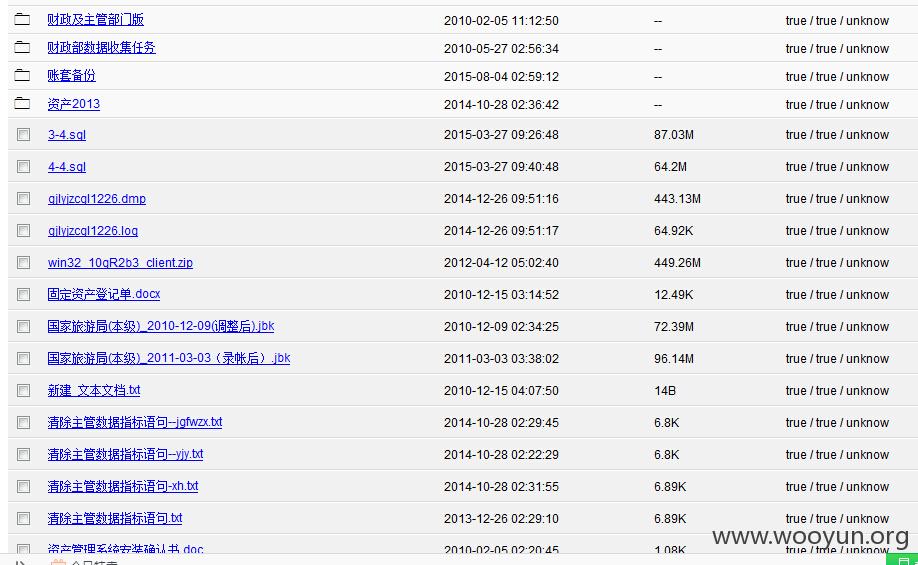 财政及主管部门版 2010-02-05 11:12:50 -- true / true / unknow
财政部数据收集任务 2010-05-27 02:56:34 -- true / true / unknow
账套备份 2015-08-04 02:59:12 -- true / true / unknow
资产2013 2014-10-28 02:36:42 -- true / true / unknow
3-4.sql 2015-03-27 09:26:48 87.03M true / true / unknow
4-4.sql 2015-03-27 09:40:48 64.2M true / true / unknow
qjlyjzcgl1226.dmp 2014-12-26 09:51:16 443.13M true / true / unknow
qjlyjzcgl1226.log 2014-12-26 09:51:17 64.92K true / true / unknow
win32_10gR2b3_client.zip 2012-04-12 05:02:40 449.26M true / true / unknow
固定资产登记单.docx 2010-12-15 03:14:52 12.49K true / true / unknow
国家旅游局(本级)_2010-12-09(调整后).jbk 2010-12-09 02:34:25 72.39M true / true / unknow
国家旅游局(本级)_2011-03-03（录帐后）.jbk 2011-03-03 03:38:02 96.14M true / true / unknow
新建_文本文档.txt 2010-12-15 04:07:50 14B true / true / unknow
清除主管数据指标语句--jgfwzx.txt 2014-10-28 02:29:45 6.8K true / true / unknow
清除主管数据指标语句--yjy.txt 2014-10-28 02:22:29 6.8K true / true / unknow
清除主管数据指标语句-xh.txt 2014-10-28 02:31:55 6.89K true / true / unknow
清除主管数据指标语句.txt 2013-12-26 02:29:10 6.89K true / true / unknow
资产管理系统安装确认书.doc 2010-02-05 02:20:45 1.08K true / true / unknow
www.wooyun.org